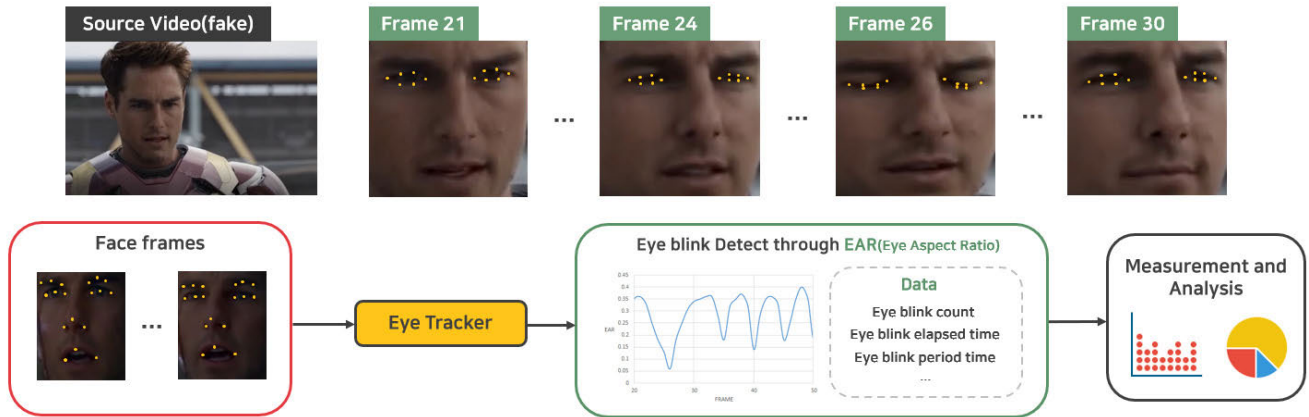 Source Video(fake)
Frame 21
Frame 24
Frame 26
Frame 30
...
...
...
Face frames
...
Eye Tracker
Eye blink Detect through EAR(Eye Aspect Ratio)
0.45
0.4
0.35
0.3
0.25
0.2
0.15
0.1
0.05
0
EAR
20
30
40
50
FRAME
Data
Eye blink count
Eye blink elapsed time
Eye blink period time
...
Measurement and
Analysis